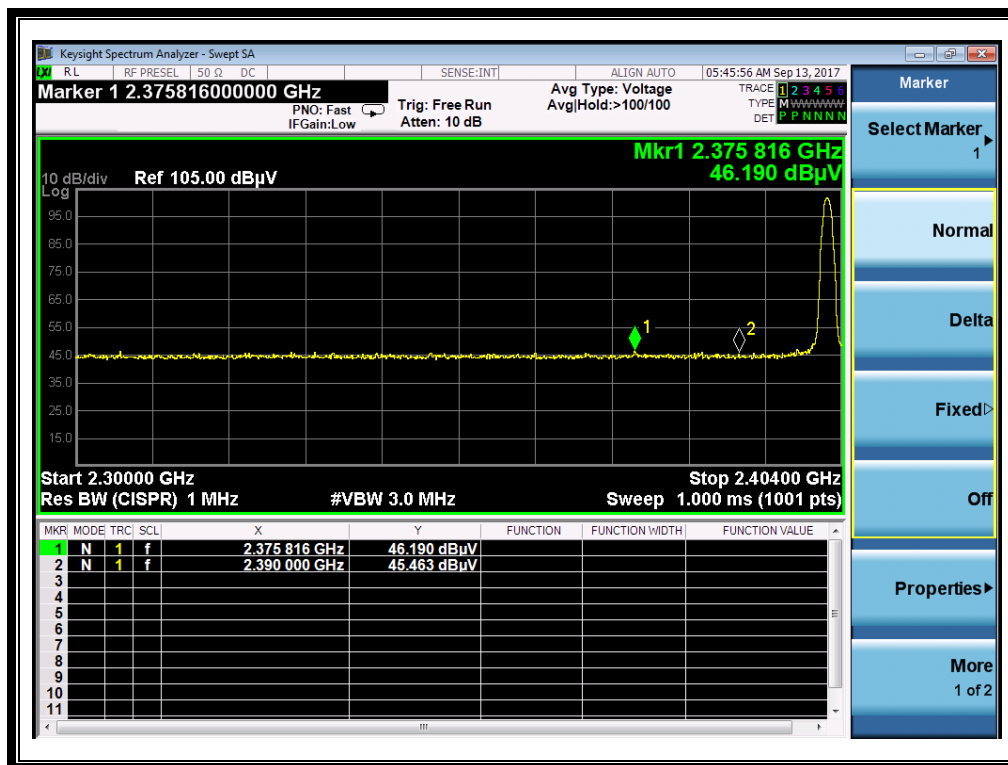 Keysight Spectrum Analyzer - Swept SA
LXI RL RF PRESEL 50 Ω DC SENSE:INT ALIGN AUTO 05:45:56 AM Sep 13, 2017
Marker 1 2.375816000000 GHz
PNO: Fast
IFGain:Low
Trig: Free Run
Atten: 10 dB
Avg Type: Voltage
Avg|Hold:>100/100
TRACE 1 2 3 4 5 6
TYPE M W W W W W
DET P P N N N N
Mkr1 2.375 816 GHz
46.190 dBµV
10 dB/div Ref 105.00 dBµV
Log
95.0
85.0
75.0
65.0
55.0
45.0
35.0
25.0
15.0
1
2
Start 2.30000 GHz Stop 2.40400 GHz
Res BW (CISPR) 1 MHz #VBW 3.0 MHz Sweep 1.000 ms (1001 pts)
MKR MODE TRC SCL X Y FUNCTION FUNCTION WIDTH FUNCTION VALUE
1 N 1 f 2.375 816 GHz 46.190 dBµV
2 N 1 f 2.390 000 GHz 45.463 dBµV
3
4
5
6
7
8
9
10
11
Marker
Select Marker
1
Normal
Delta
Fixed
Off
Properties
More
1 of 2